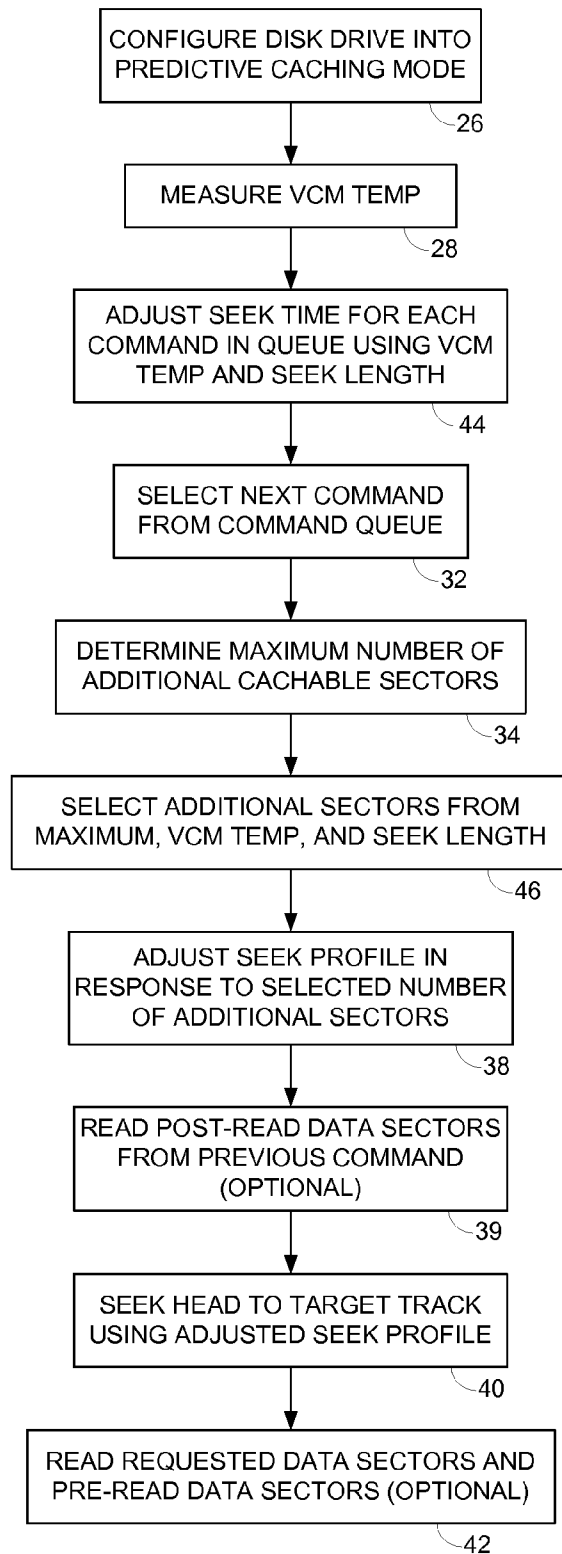 CONFIGURE DISK DRIVE INTO
PREDICTIVE CACHING MODE
26
MEASURE VCM TEMP
28
ADJUST SEEK TIME FOR EACH
COMMAND IN QUEUE USING VCM
TEMP AND SEEK LENGTH
44
SELECT NEXT COMMAND
FROM COMMAND QUEUE
32
DETERMINE MAXIMUM NUMBER OF
ADDITIONAL CACHABLE SECTORS
34
SELECT ADDITIONAL SECTORS FROM
MAXIMUM, VCM TEMP, AND SEEK LENGTH
46
ADJUST SEEK PROFILE IN
RESPONSE TO SELECTED NUMBER
OF ADDITIONAL SECTORS
38
READ POST-READ DATA SECTORS
FROM PREVIOUS COMMAND
(OPTIONAL)
39
SEEK HEAD TO TARGET TRACK
USING ADJUSTED SEEK PROFILE
40
READ REQUESTED DATA SECTORS AND
PRE-READ DATA SECTORS (OPTIONAL)
42